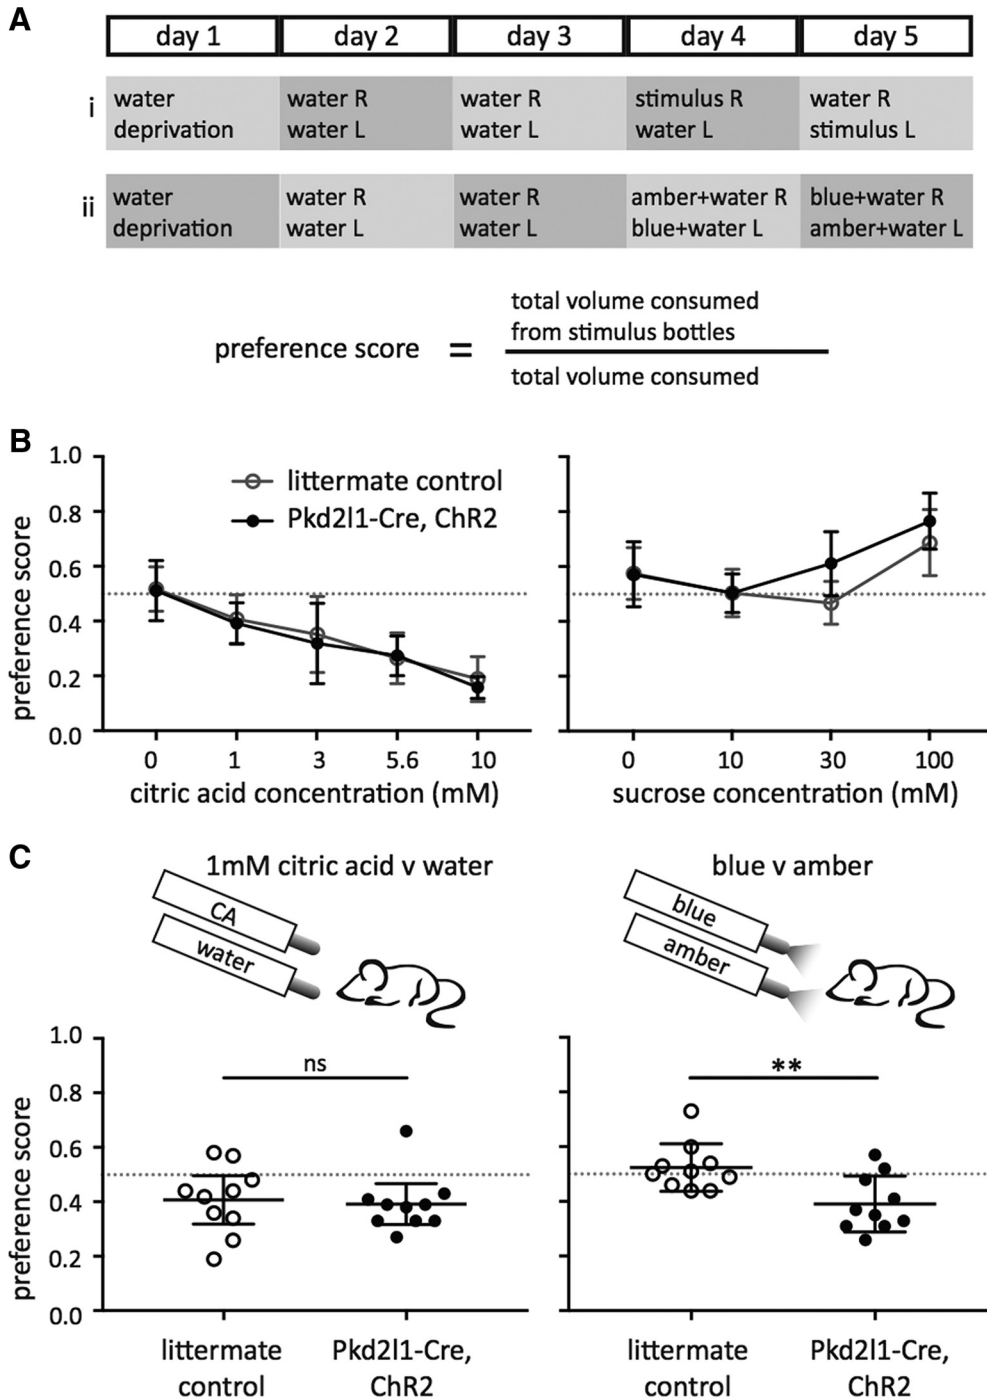 A
day 1 day 2 day 3 day 4 day 5
i
water water R water R stimulus R water R
deprivation water L water L water L stimulus L
ii
water water R water R amber+water R blue+water R
deprivation water L water L blue+water L amber+water L
total volume consumed
from stimulus bottles
preference score =
total volume consumed
B
1.0
0.8
0.6
0.4
0.2
0.0
preference score
littermate control
Pkd2l1-Cre, ChR2
0 1 3 5.6 10
citric acid concentration (mM)
0 10 30 100
sucrose concentration (mM)
C
1mM citric acid v water
CA
water
blue v amber
blue
amber
1.0
0.8
0.6
0.4
0.2
0.0
preference score
ns
**
littermate
control
Pkd2l1-Cre,
ChR2
littermate
control
Pkd2l1-Cre,
ChR2